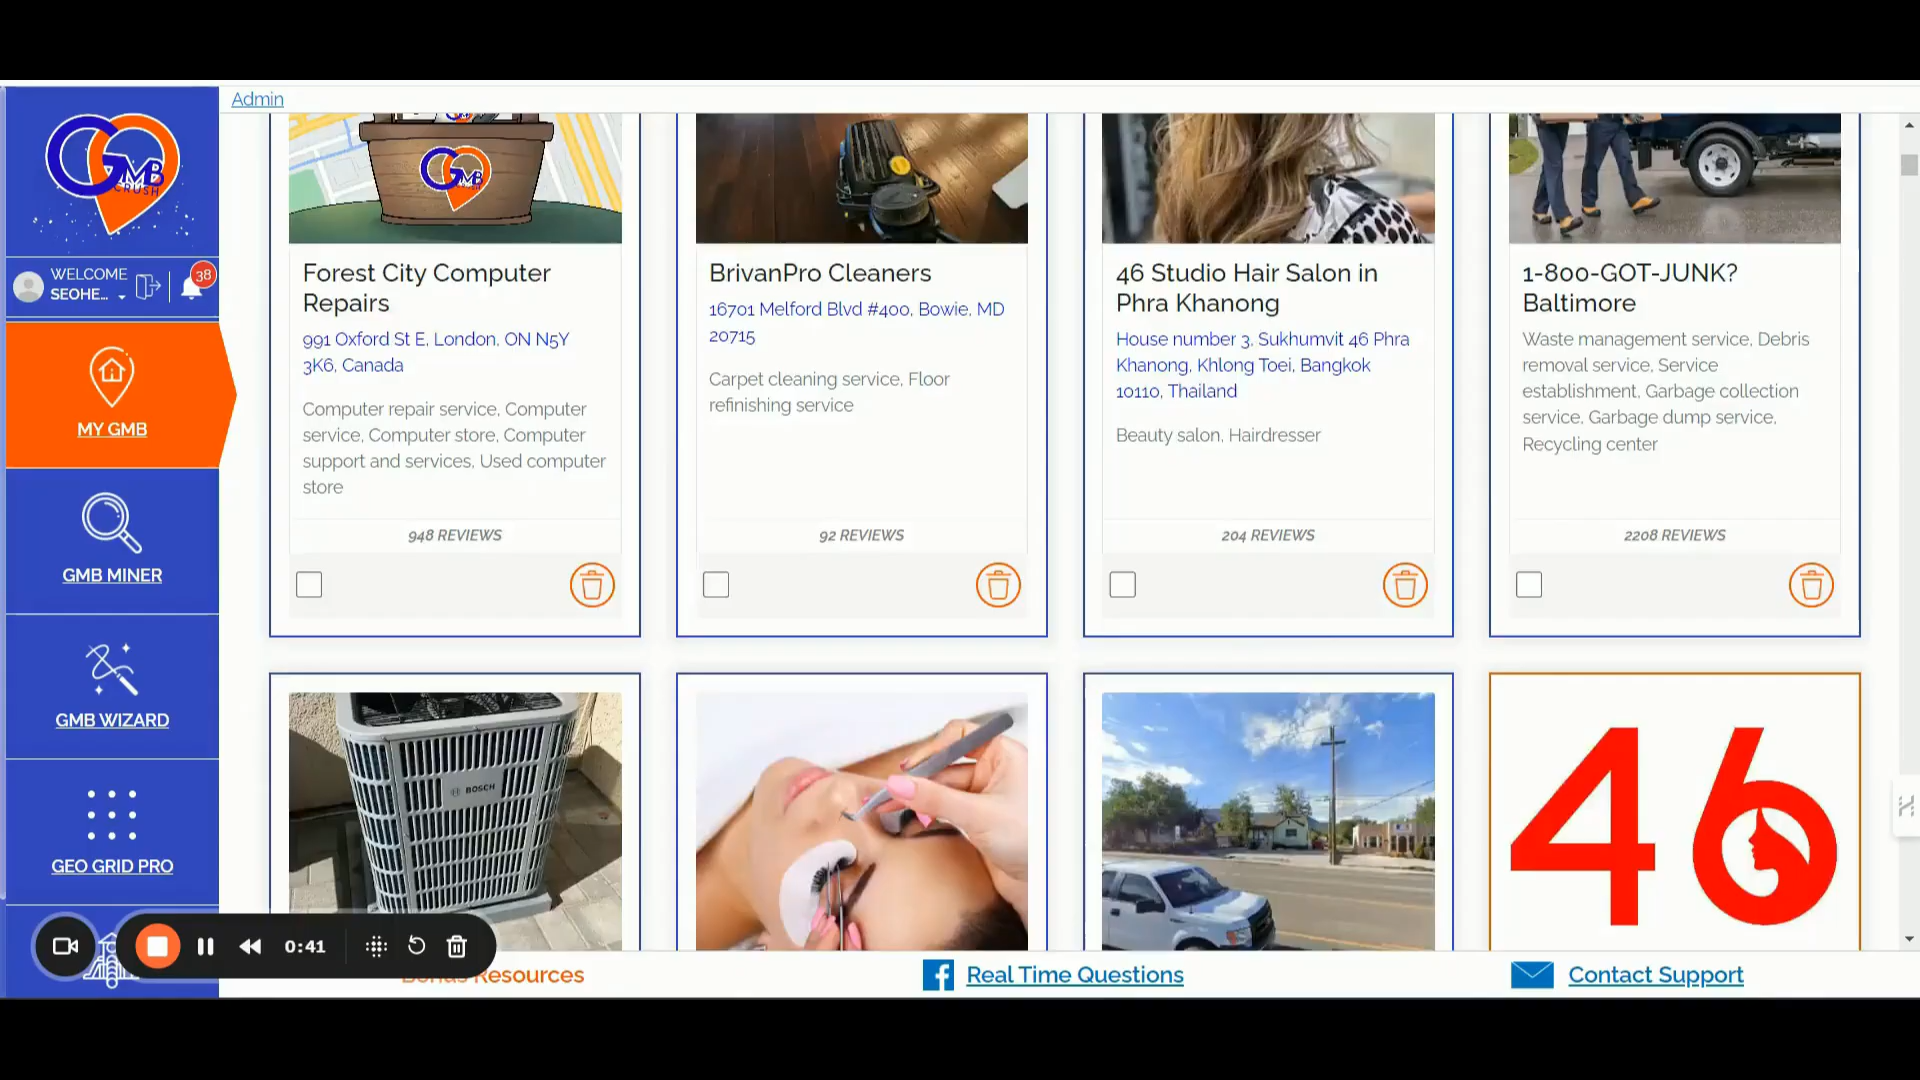 Admin
GMB
CRUSH
WELCOME
SEOHE...
38
MY GMB
GMB MINER
GMB WIZARD
GEO GRID PRO
GMB
Forest City Computer
Repairs
991 Oxford St E, London, ON N5Y
3K6, Canada
Computer repair service, Computer
service, Computer store, Computer
support and services, Used computer
store
948 REVIEWS
BrivanPro Cleaners
16701 Melford Blvd #400, Bowie, MD
20715
Carpet cleaning service, Floor
refinishing service
92 REVIEWS
46 Studio Hair Salon in
Phra Khanong
House number 3, Sukhumvit 46 Phra
Khanong, Khlong Toei, Bangkok
10110, Thailand
Beauty salon, Hairdresser
204 REVIEWS
1-800-GOT-JUNK?
Baltimore
Waste management service, Debris
removal service, Service
establishment, Garbage collection
service, Garbage dump service,
Recycling center
2208 REVIEWS
BOSCH
46
0:41
Bonus Resources
Real Time Questions
Contact Support